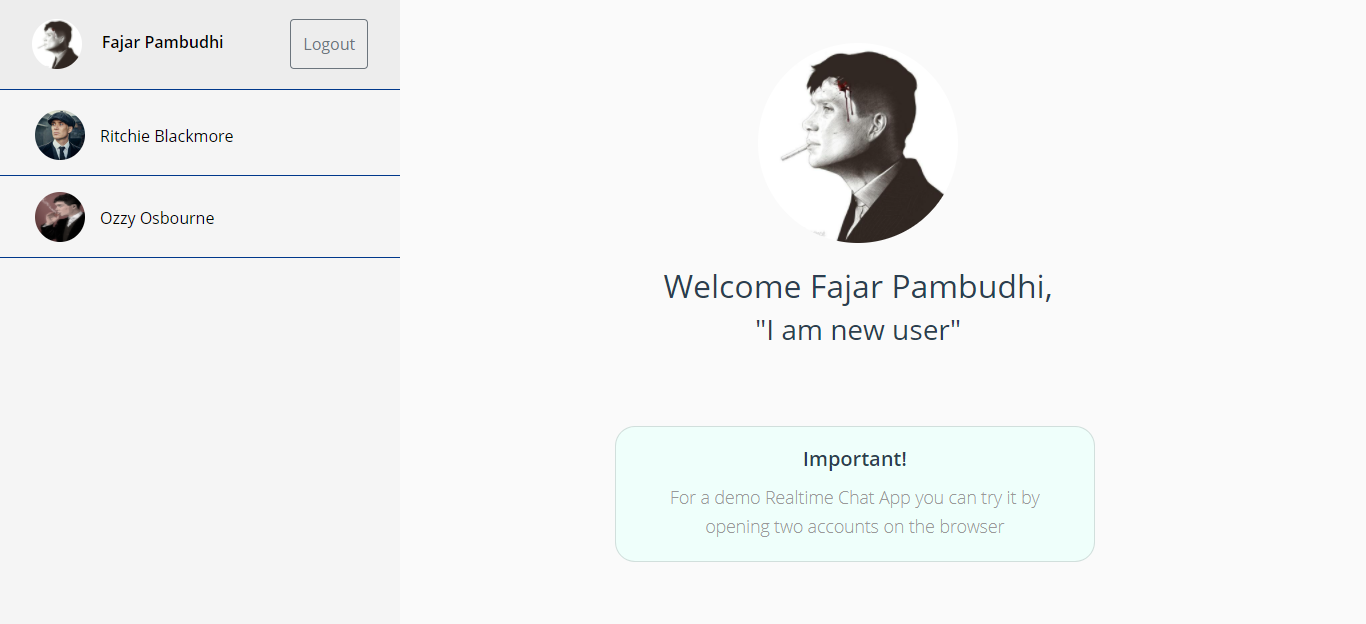 Fajar Pambudhi
Logout
Ritchie Blackmore
Ozzy Osbourne
Welcome Fajar Pambudhi,
"I am new user"
Important!
For a demo Realtime Chat App you can try it by
opening two accounts on the browser